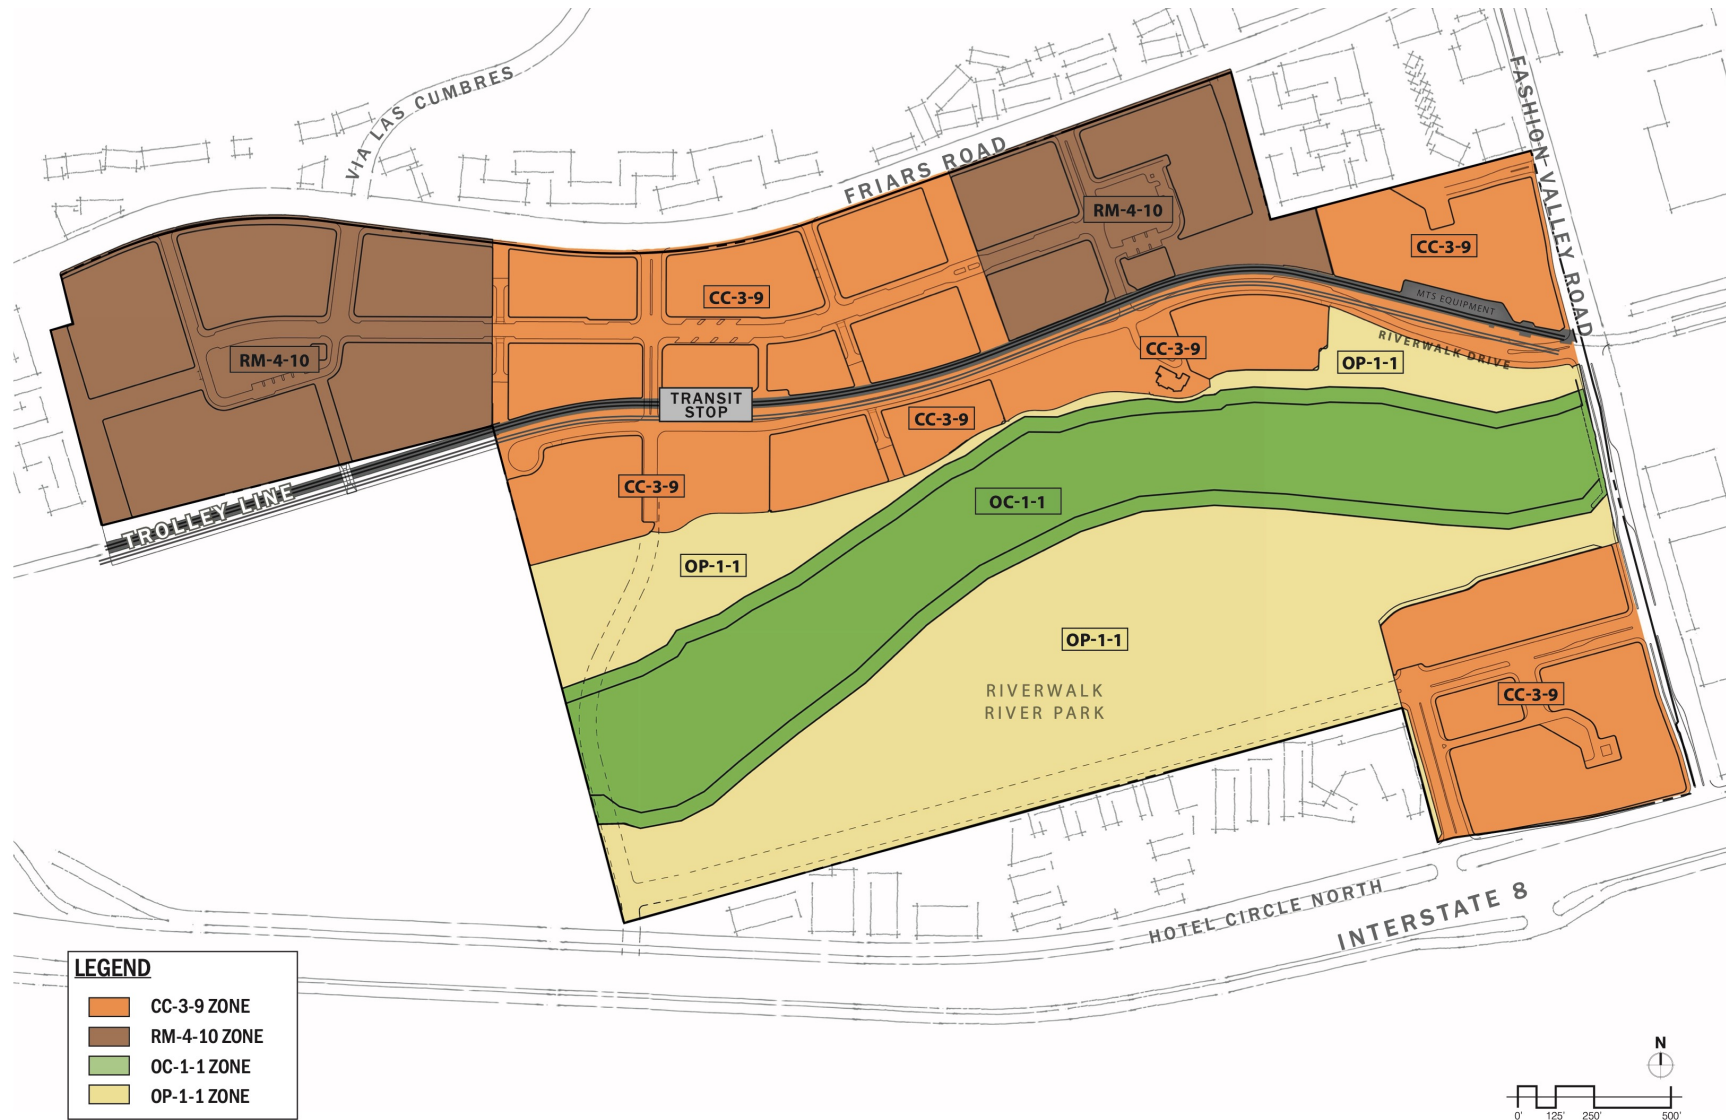 VIA LAS CUMBRES
FRIARS ROAD
FASHION VALLEY ROAD
RM-4-10
CC-3-9
CC-3-9
MTS EQUIPMENT
RIVERWALK DRIVE
RM-4-10
CC-3-9
OP-1-1
TRANSIT
STOP
CC-3-9
CC-3-9
OC-1-1
TROLLEY LINE
OP-1-1
OP-1-1
RIVERWALK
RIVER PARK
CC-3-9
HOTEL CIRCLE NORTH
INTERSTATE 8
LEGEND
CC-3-9 ZONE
RM-4-10 ZONE
OC-1-1 ZONE
OP-1-1 ZONE
N
0' 125' 250' 500'